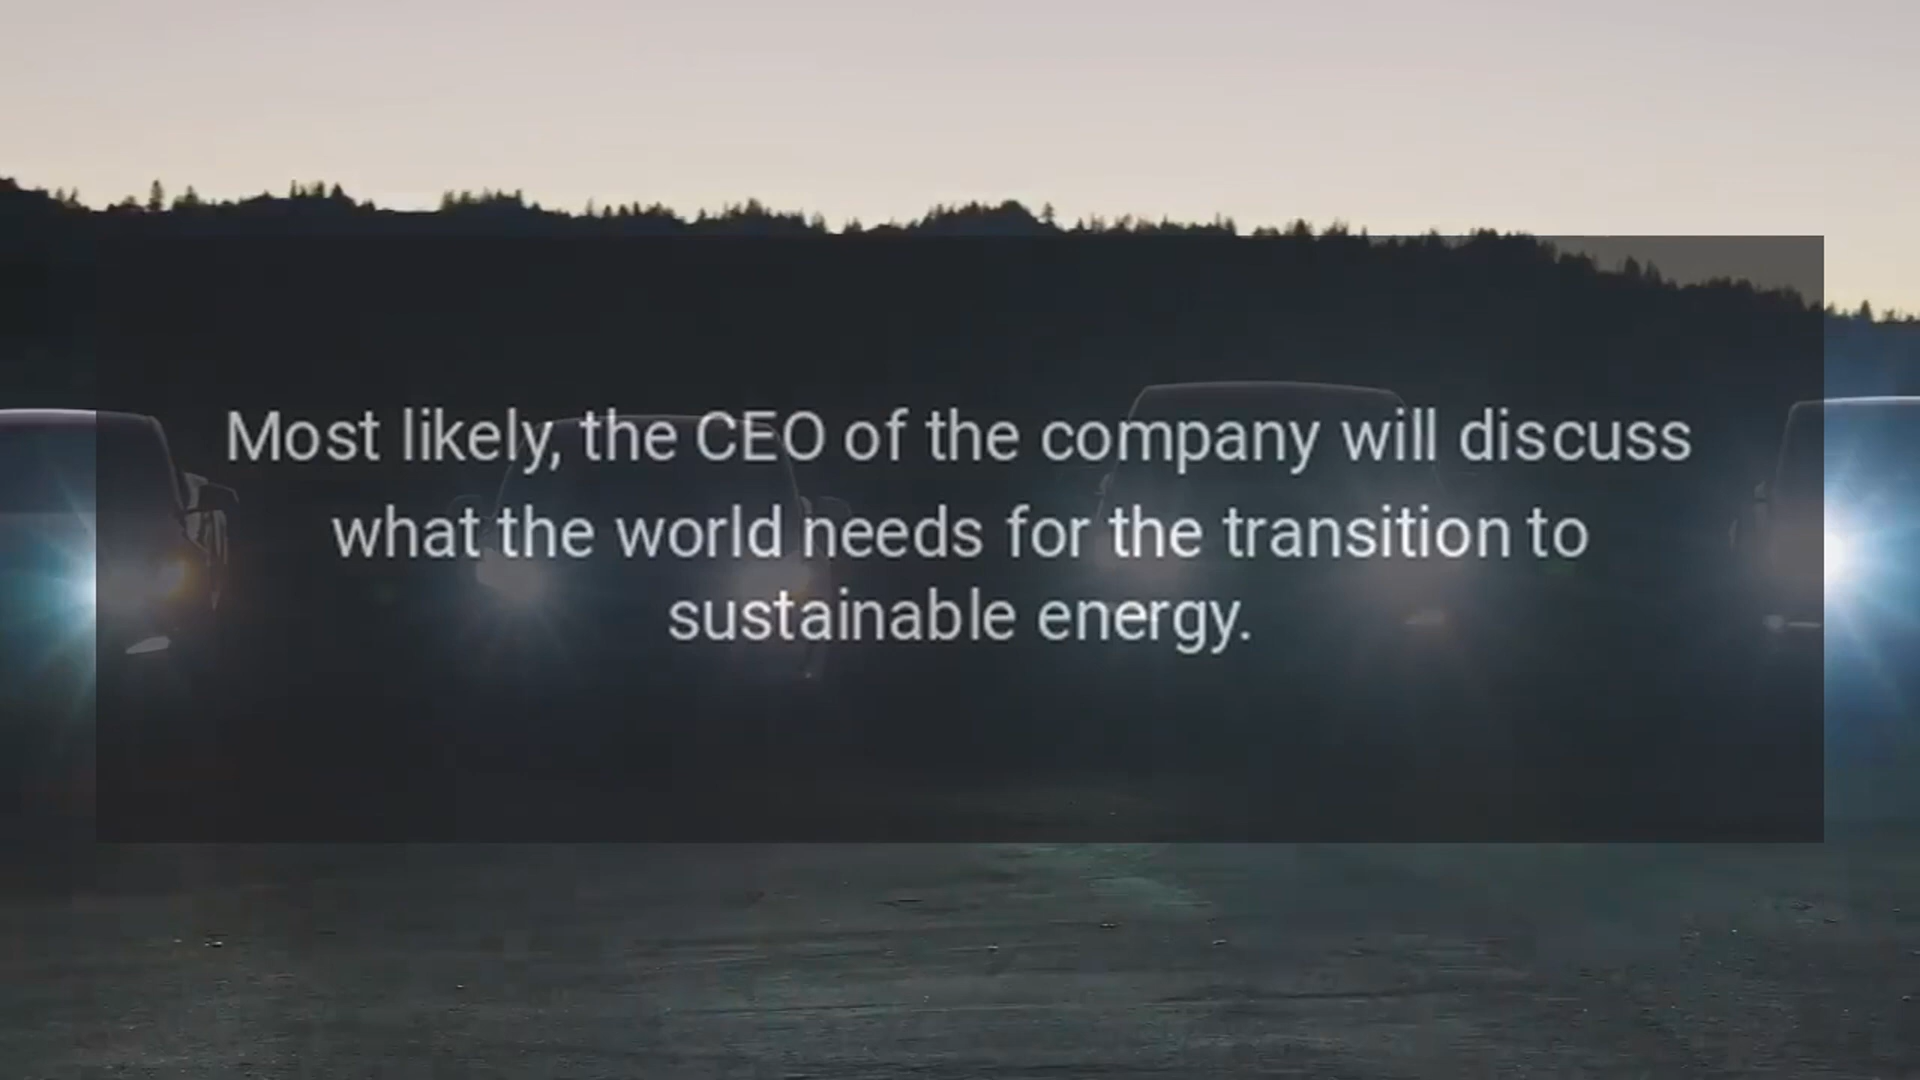 Most likely, the CEO of the company will discuss
what the world needs for the transition to
sustainable energy.